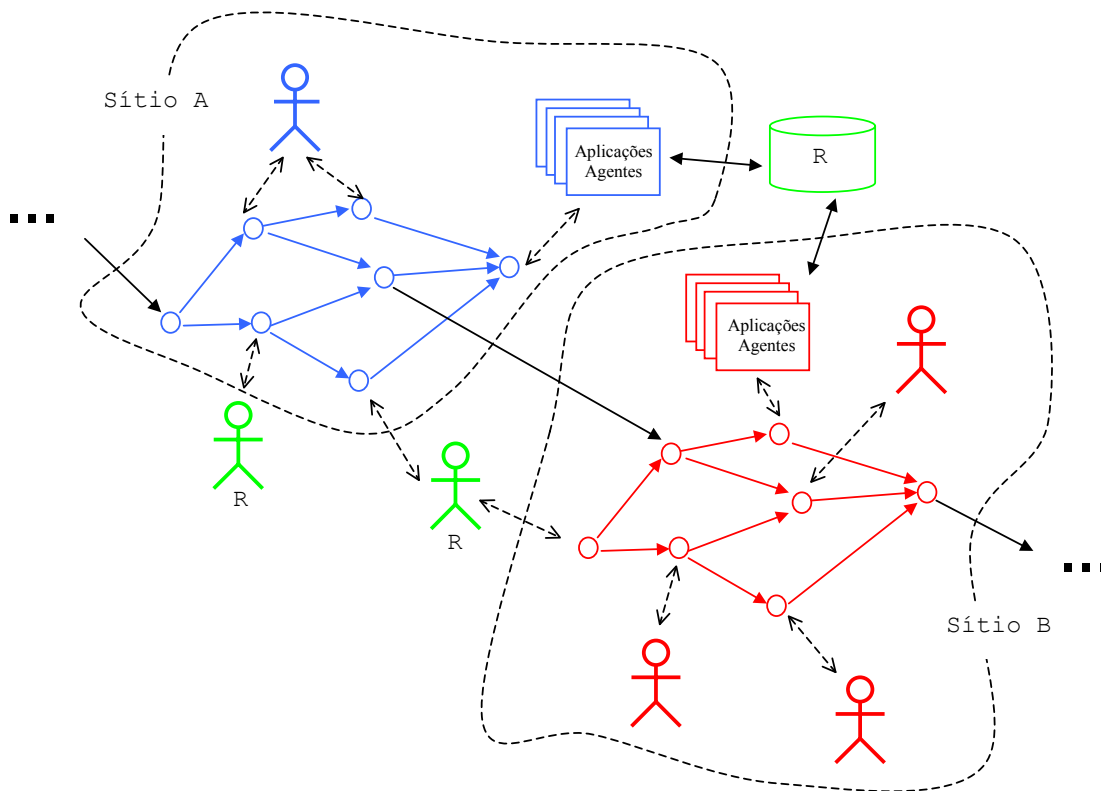 Sítio A
Aplicações
Agentes
R
Aplicações
Agentes
R
R
Sítio B